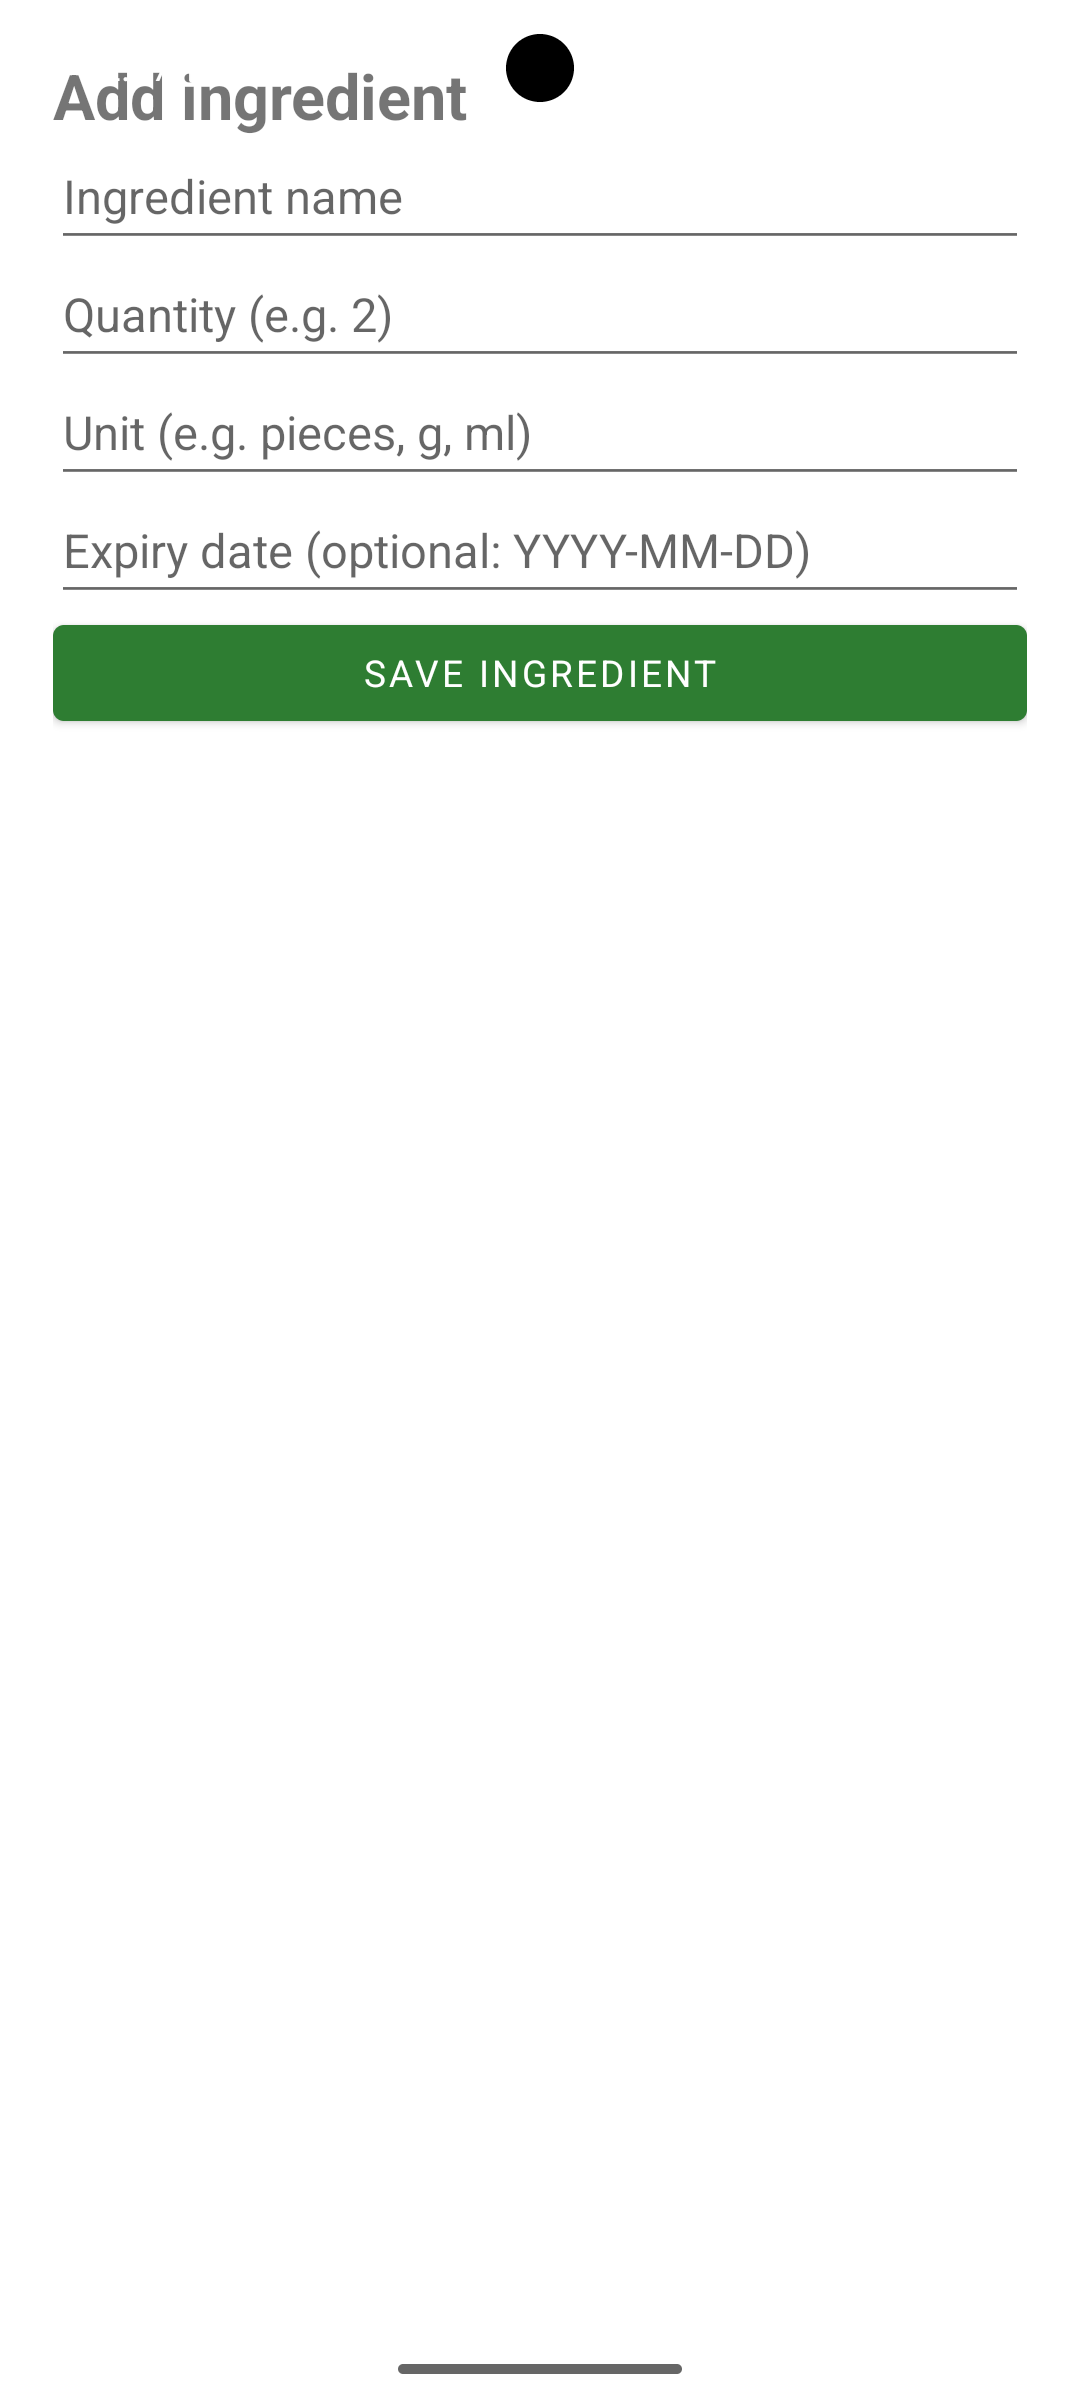 Add ingredient
Ingredient name
Quantity (e.g. 2)
Unit (e.g. pieces, g, ml)
Expiry date (optional: YYYY-MM-DD)
SAVE INGREDIENT